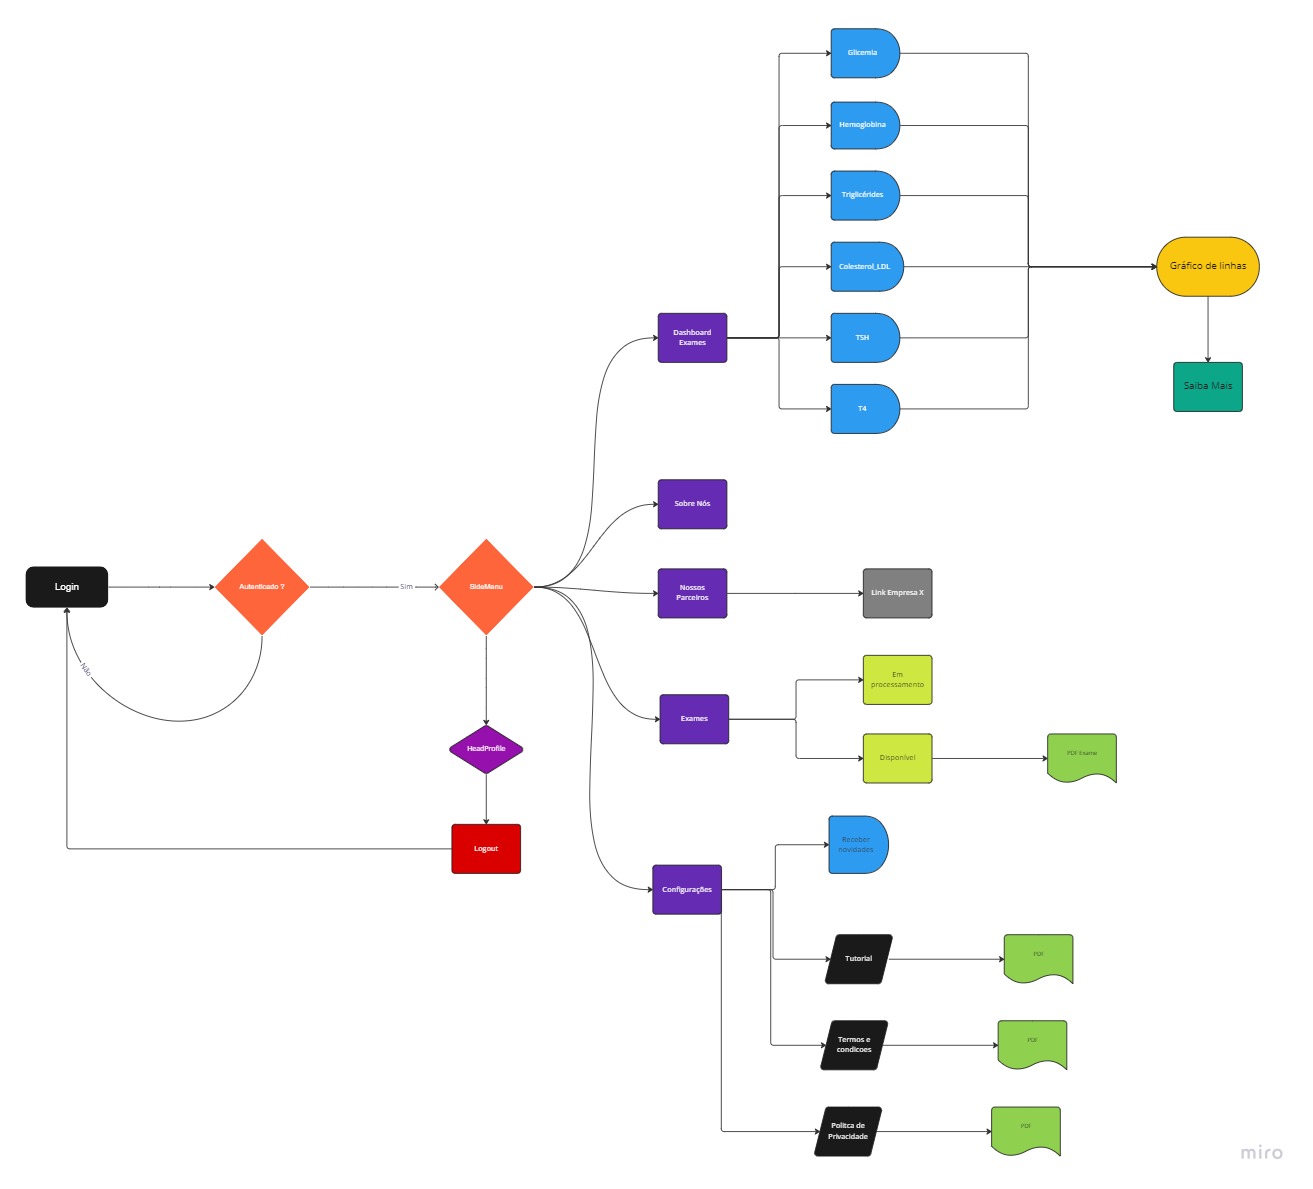 Glicemia
Hemoglobina
Triglicérides
Colesterol_LDL
TSH
T4
Gráfico de linhas
Saiba Mais
Dashboard
Exames
Sobre Nós
Nossos
Parceiros
Link Empresa X
Login
Autenticado ?
Sim
SideMenu
Não
HeadProfile
Logout
Exames
Em
processamento
Disponível
PDF Exame
Configurações
Receber
novidades
Tutorial
PDF
Termos e
condicoes
PDF
Politca de
Privacidade
PDF
miro